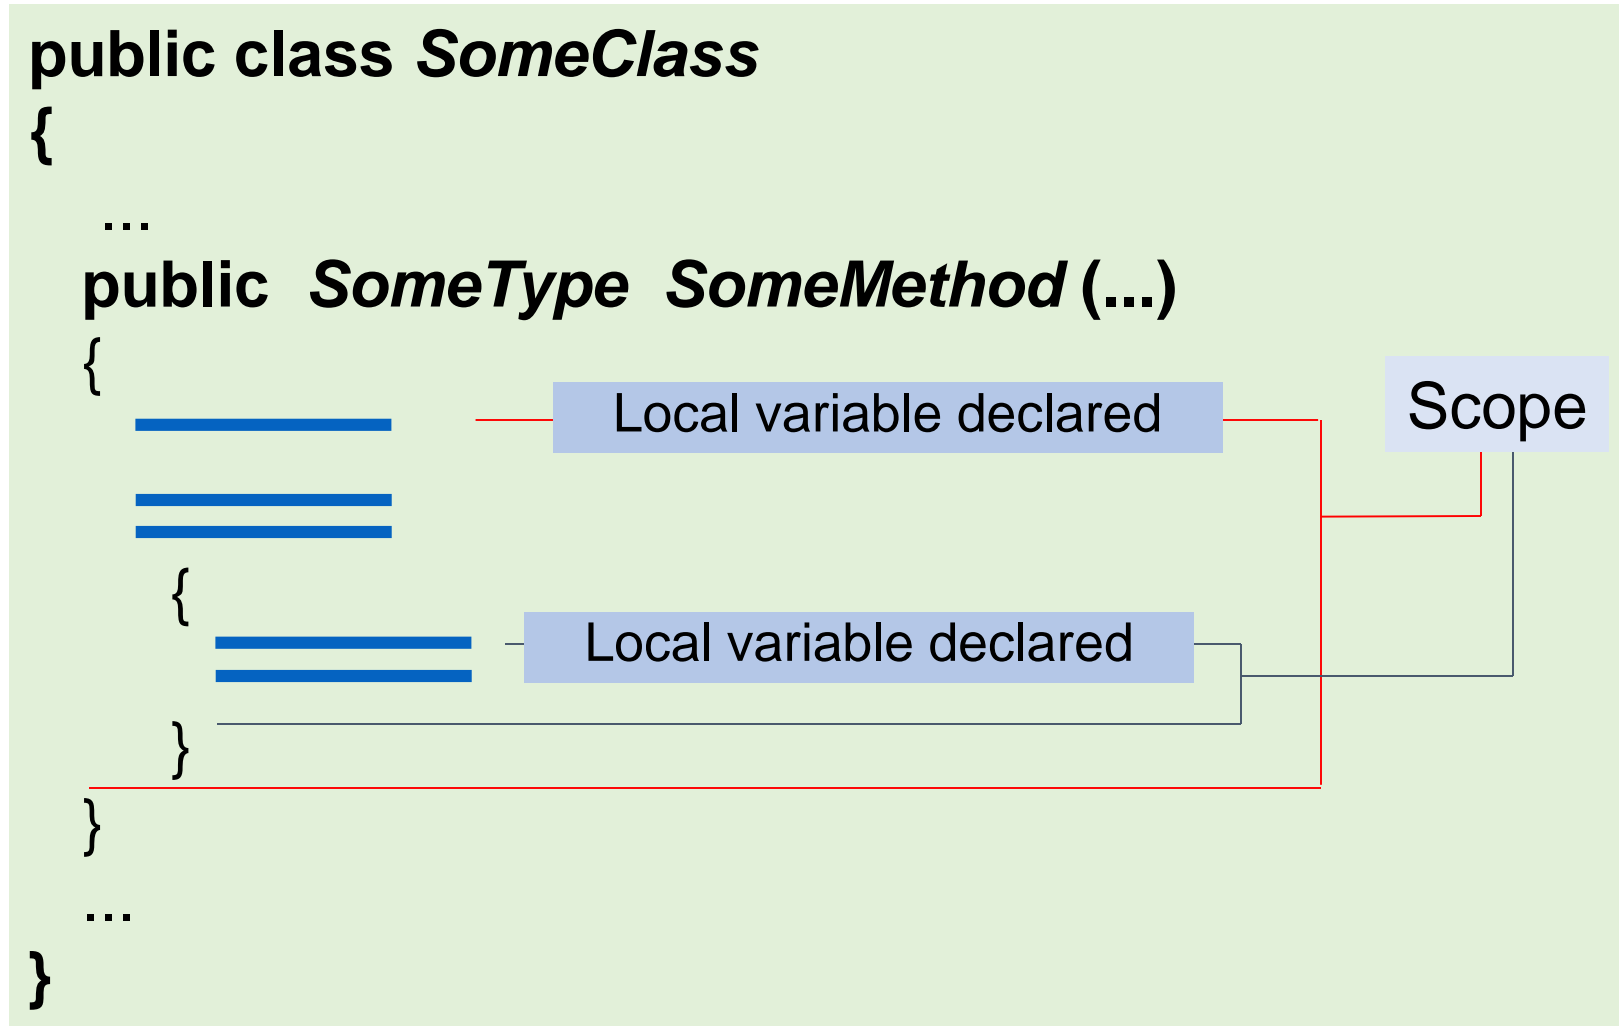 public class SomeClass
{
...
public SomeType SomeMethod (...)
{
Local variable declared
Scope
{
Local variable declared
}
}
...
}